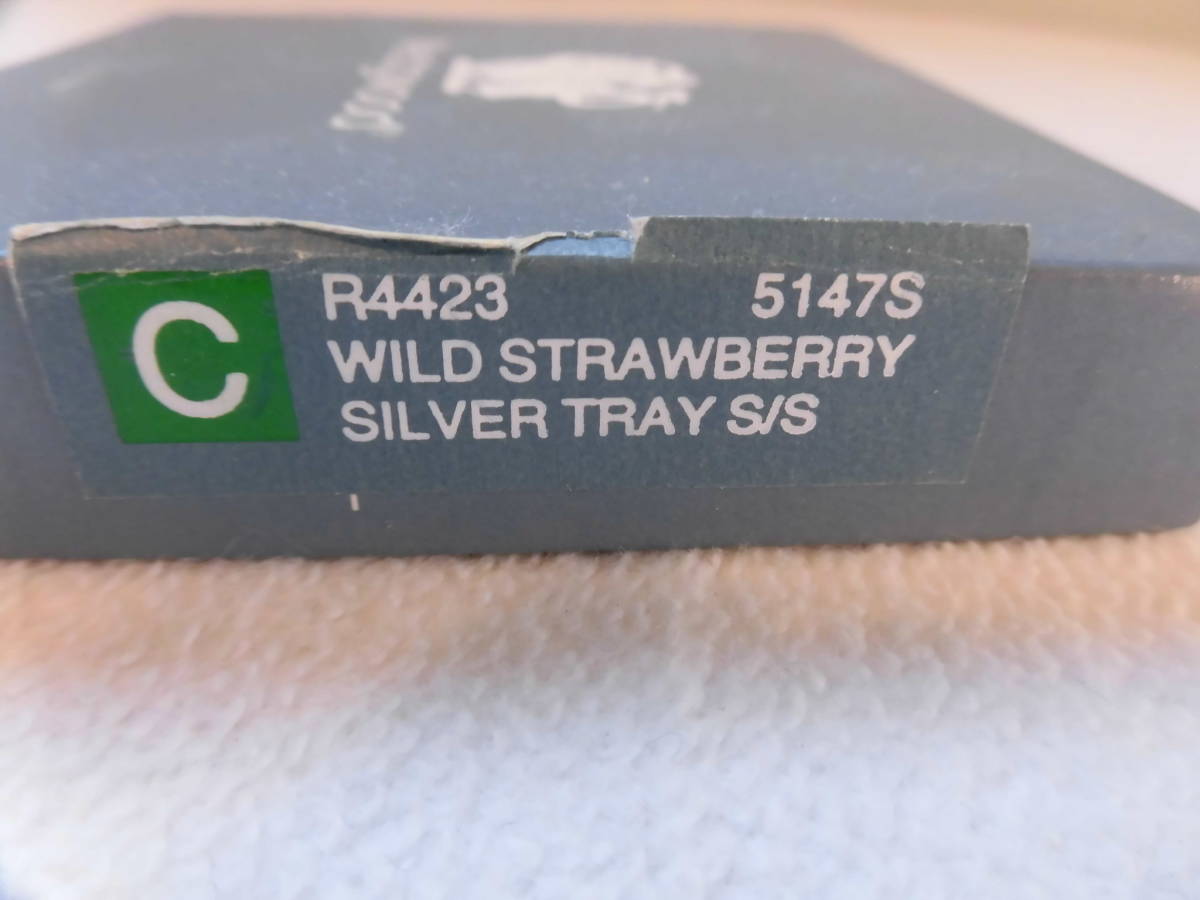 C
R4423 5147S
WILD STRAWBERRY
SILVER TRAY S/S